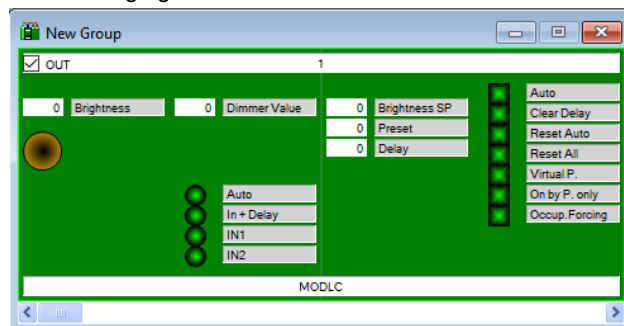 New Group
OUT 1
0 Brightness 0 Dimmer Value 0 Brightness SP
0 Preset
0 Delay
Auto
Clear Delay
Reset Auto
Reset All
Virtual P.
On by P. only
Occup.Forcing
Auto
In + Delay
IN1
IN2
MODLC